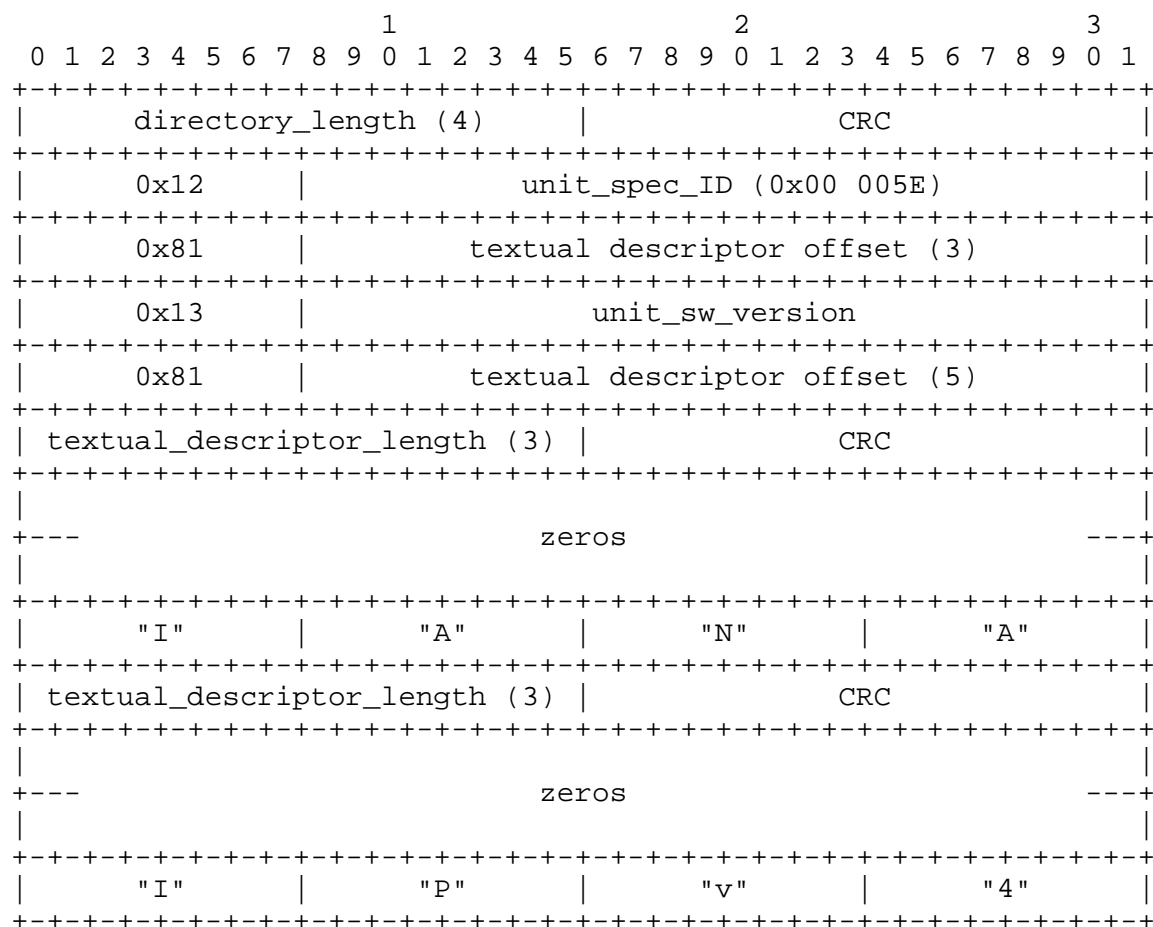 1                   2                   3
 0 1 2 3 4 5 6 7 8 9 0 1 2 3 4 5 6 7 8 9 0 1 2 3 4 5 6 7 8 9 0 1
+-+-+-+-+-+-+-+-+-+-+-+-+-+-+-+-+-+-+-+-+-+-+-+-+-+-+-+-+-+-+-+-+
|      directory_length (4)     |              CRC              |
+-+-+-+-+-+-+-+-+-+-+-+-+-+-+-+-+-+-+-+-+-+-+-+-+-+-+-+-+-+-+-+-+
|      0x12     |            unit_spec_ID (0x00 005E)           |
+-+-+-+-+-+-+-+-+-+-+-+-+-+-+-+-+-+-+-+-+-+-+-+-+-+-+-+-+-+-+-+-+
|      0x81     |         textual descriptor offset (3)         |
+-+-+-+-+-+-+-+-+-+-+-+-+-+-+-+-+-+-+-+-+-+-+-+-+-+-+-+-+-+-+-+-+
|      0x13     |                unit_sw_version                |
+-+-+-+-+-+-+-+-+-+-+-+-+-+-+-+-+-+-+-+-+-+-+-+-+-+-+-+-+-+-+-+-+
|      0x81     |         textual descriptor offset (5)         |
+-+-+-+-+-+-+-+-+-+-+-+-+-+-+-+-+-+-+-+-+-+-+-+-+-+-+-+-+-+-+-+-+
| textual_descriptor_length (3) |              CRC              |
+-+-+-+-+-+-+-+-+-+-+-+-+-+-+-+-+-+-+-+-+-+-+-+-+-+-+-+-+-+-+-+-+
|                                                               |
+---                          zeros                          ---+
|                                                               |
+-+-+-+-+-+-+-+-+-+-+-+-+-+-+-+-+-+-+-+-+-+-+-+-+-+-+-+-+-+-+-+-+
|      "I"      |      "A"      |      "N"      |      "A"      |
+-+-+-+-+-+-+-+-+-+-+-+-+-+-+-+-+-+-+-+-+-+-+-+-+-+-+-+-+-+-+-+-+
| textual_descriptor_length (3) |              CRC              |
+-+-+-+-+-+-+-+-+-+-+-+-+-+-+-+-+-+-+-+-+-+-+-+-+-+-+-+-+-+-+-+-+
|                                                               |
+---                          zeros                          ---+
|                                                               |
+-+-+-+-+-+-+-+-+-+-+-+-+-+-+-+-+-+-+-+-+-+-+-+-+-+-+-+-+-+-+-+-+
|      "I"      |      "P"      |      "v"      |      "4"      |
+-+-+-+-+-+-+-+-+-+-+-+-+-+-+-+-+-+-+-+-+-+-+-+-+-+-+-+-+-+-+-+-+